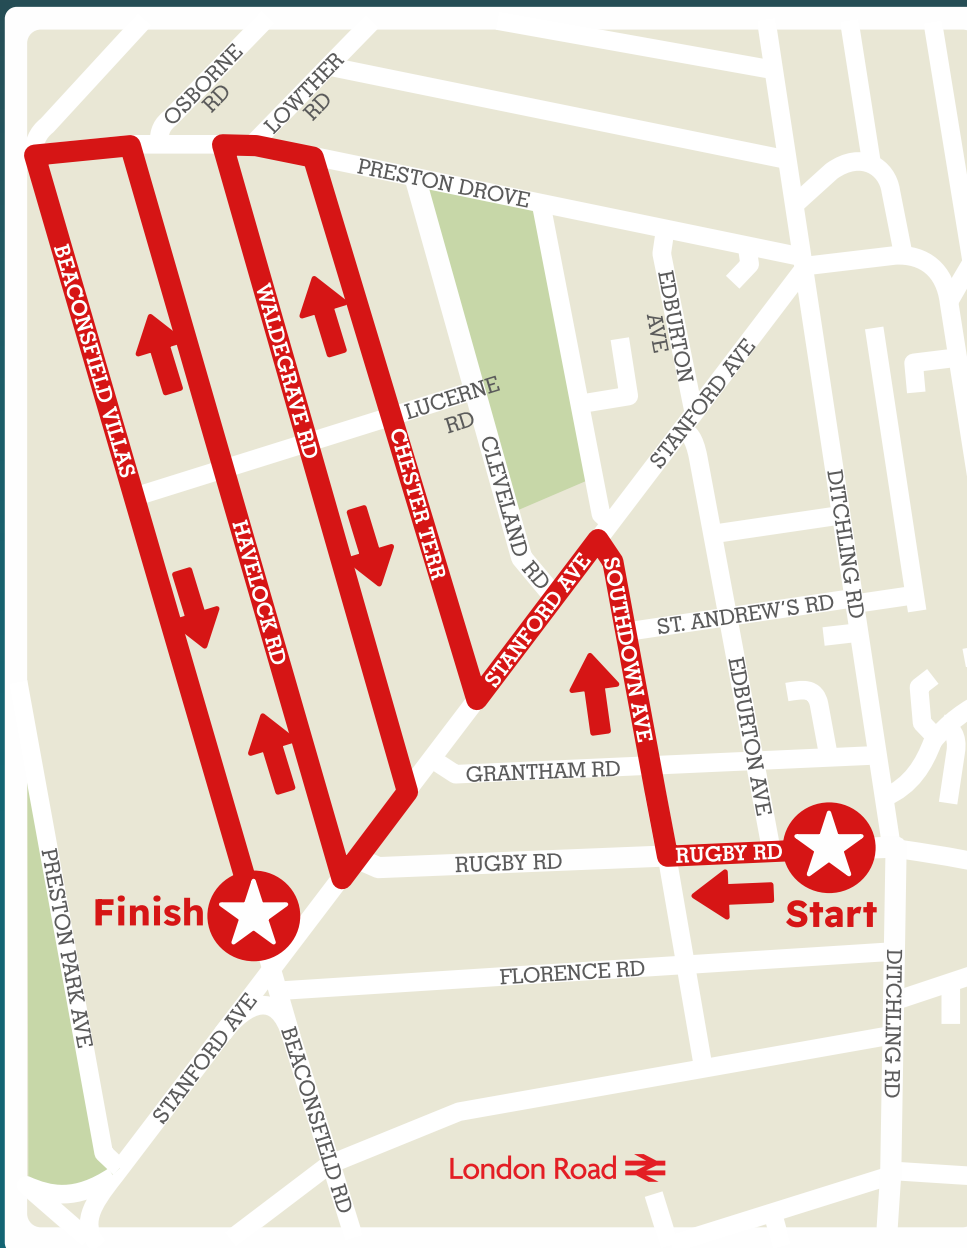 OSBORNE
RD
LOWTHER
RD
PRESTON DROVE
BEACONSFIELD VILLAS
WALDEGRAVE RD
EDBURTON
AVE
STANFORD AVE
LUCERNE
RD
CHESTER TERR
CLEVELAND RD
DITCHLING RD
HAVELOCK RD
STANFORD AVE
SOUTHDOWN AVE
ST. ANDREW'S RD
EDBURTON AVE
GRANTHAM RD
RUGBY RD
RUGBY RD
PRESTON PARK AVE
Finish
Start
FLORENCE RD
DITCHLING RD
STANFORD AVE
BEACONSFIELD RD
London Road